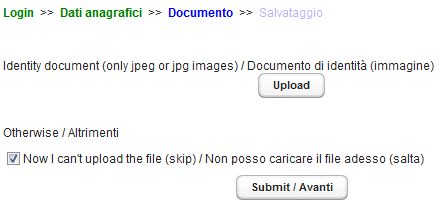 Login >> Dati anagrafici >> Documento >> Salvataggio
Identity document (only jpeg or jpg images) / Documento di identità (immagine)
Upload
Otherwise / Altrimenti
Now I can't upload the file (skip) / Non posso caricare il file adesso (salta)
Submit / Avanti